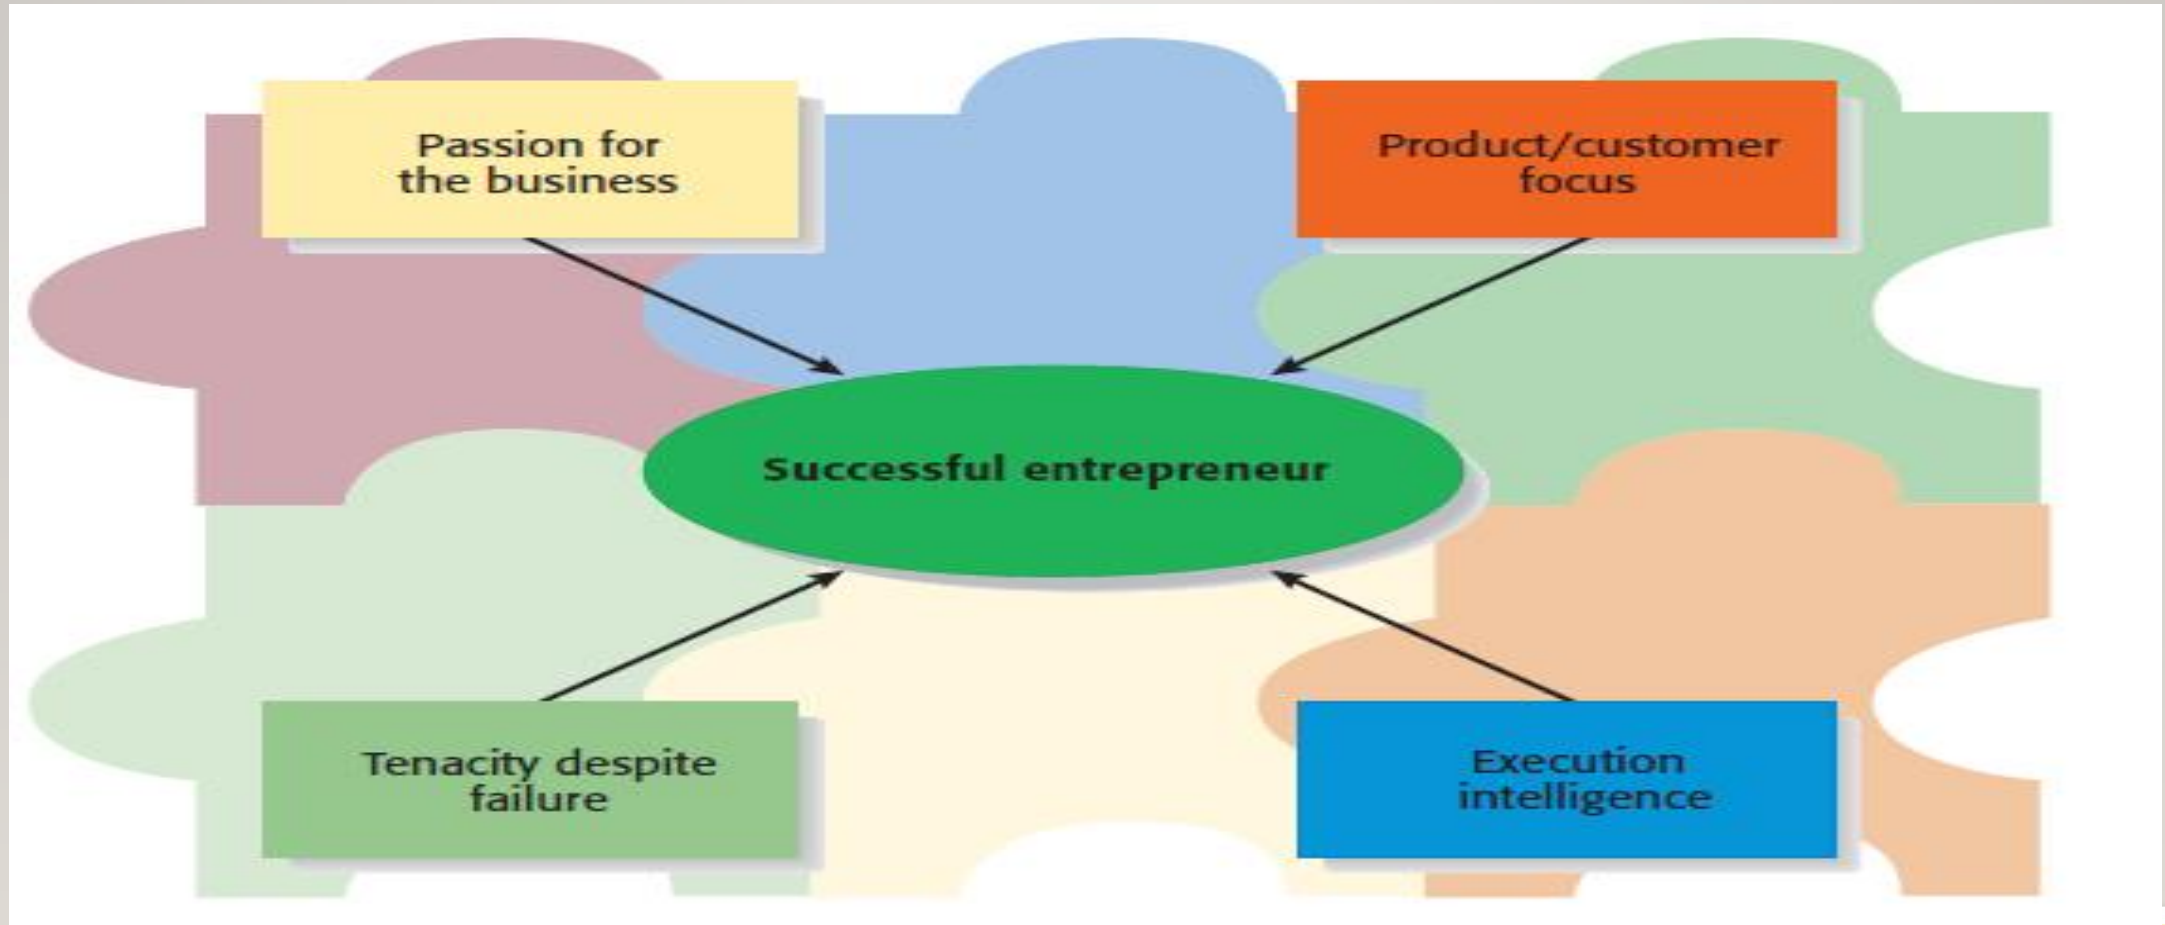 Passion for
the business
Product/customer
focus
Successful entrepreneur
Tenacity despite
failure
Execution
intelligence